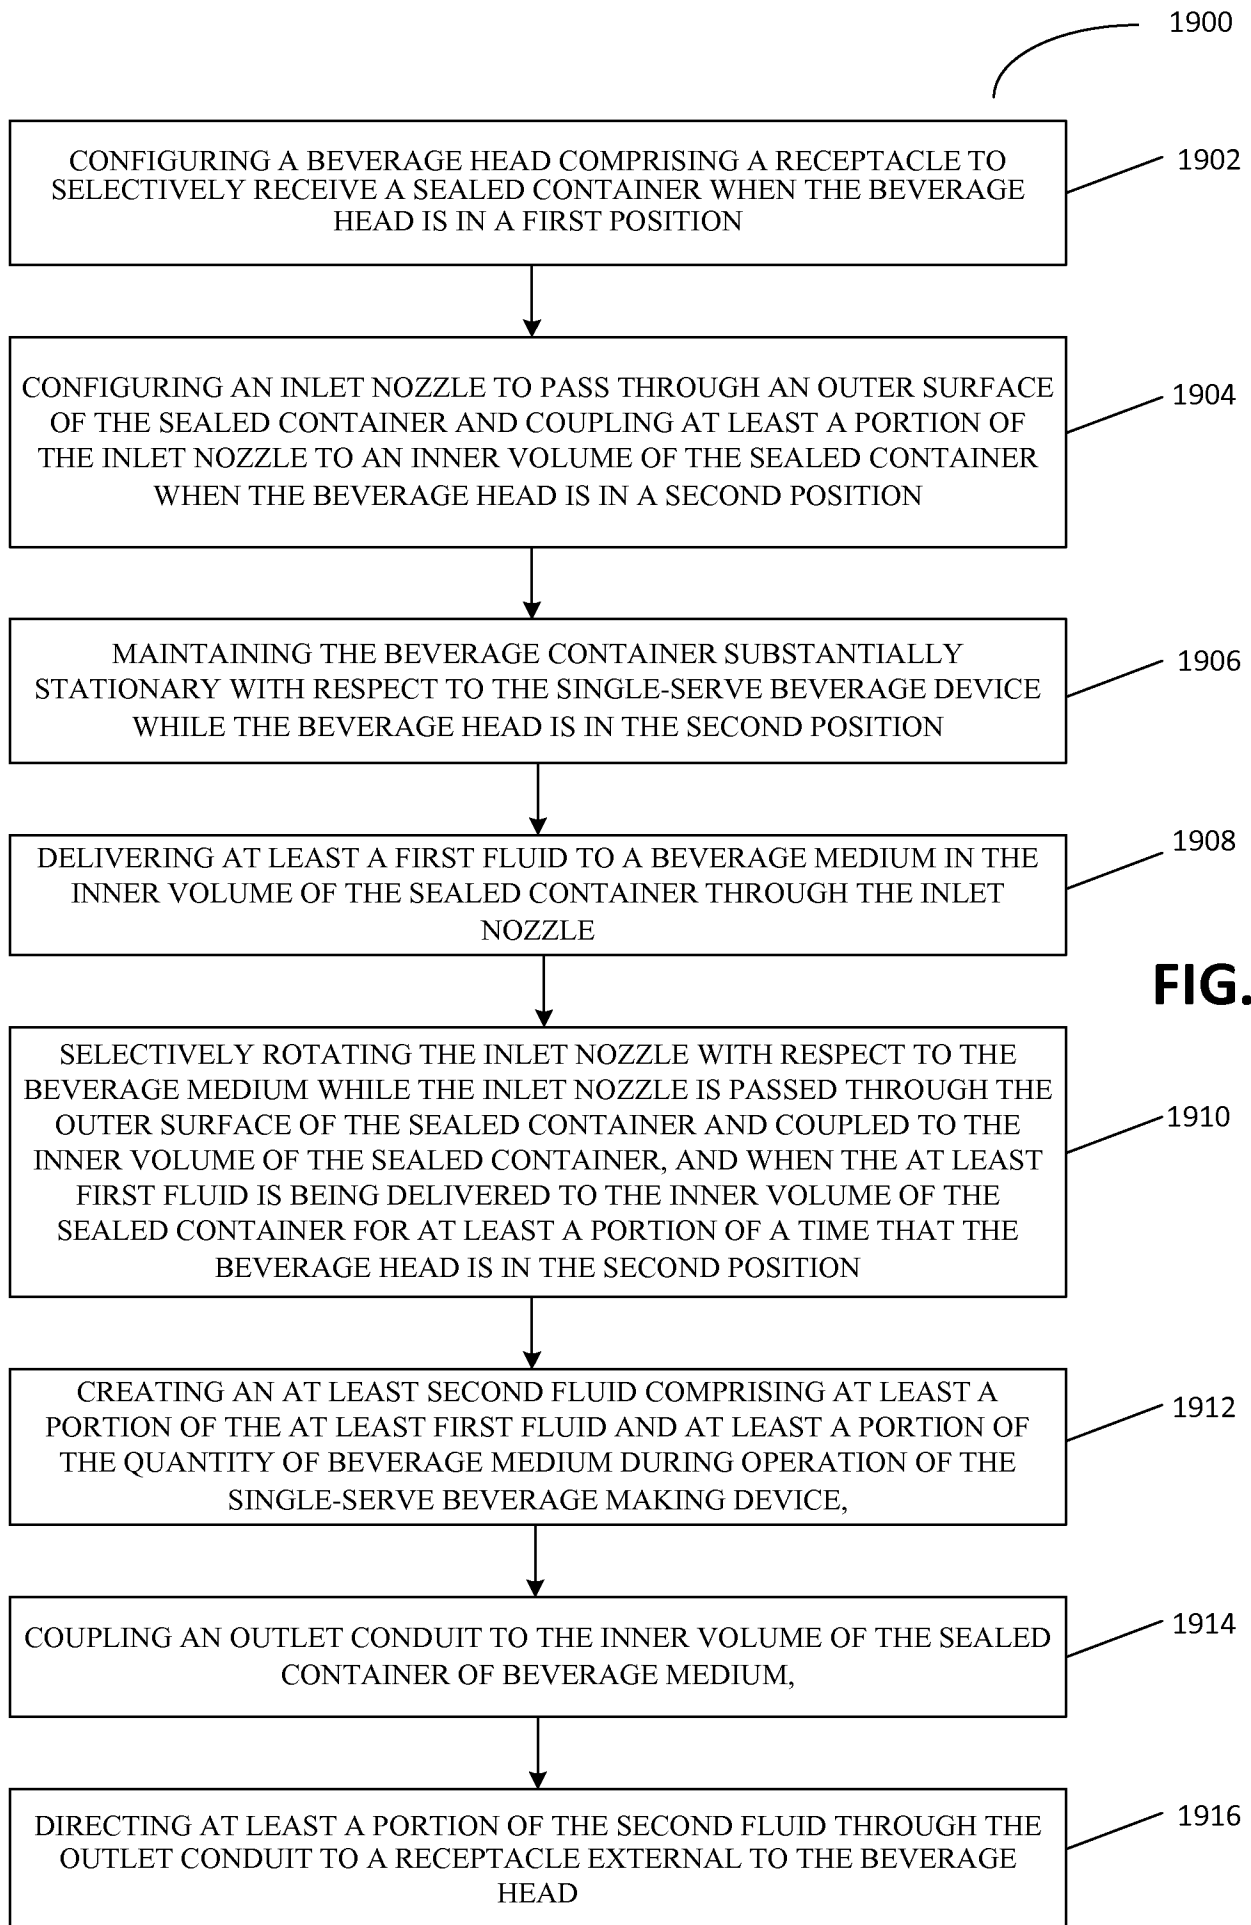 1900
CONFIGURING A BEVERAGE HEAD COMPRISING A RECEPTACLE TO
SELECTIVELY RECEIVE A SEALED CONTAINER WHEN THE BEVERAGE
HEAD IS IN A FIRST POSITION
1902
CONFIGURING AN INLET NOZZLE TO PASS THROUGH AN OUTER SURFACE
OF THE SEALED CONTAINER AND COUPLING AT LEAST A PORTION OF
THE INLET NOZZLE TO AN INNER VOLUME OF THE SEALED CONTAINER
WHEN THE BEVERAGE HEAD IS IN A SECOND POSITION
1904
MAINTAINING THE BEVERAGE CONTAINER SUBSTANTIALLY
STATIONARY WITH RESPECT TO THE SINGLE-SERVE BEVERAGE DEVICE
WHILE THE BEVERAGE HEAD IS IN THE SECOND POSITION
1906
DELIVERING AT LEAST A FIRST FLUID TO A BEVERAGE MEDIUM IN THE
INNER VOLUME OF THE SEALED CONTAINER THROUGH THE INLET
NOZZLE
1908
FIG.
SELECTIVELY ROTATING THE INLET NOZZLE WITH RESPECT TO THE
BEVERAGE MEDIUM WHILE THE INLET NOZZLE IS PASSED THROUGH THE
OUTER SURFACE OF THE SEALED CONTAINER AND COUPLED TO THE
INNER VOLUME OF THE SEALED CONTAINER, AND WHEN THE AT LEAST
FIRST FLUID IS BEING DELIVERED TO THE INNER VOLUME OF THE
SEALED CONTAINER FOR AT LEAST A PORTION OF A TIME THAT THE
BEVERAGE HEAD IS IN THE SECOND POSITION
1910
CREATING AN AT LEAST SECOND FLUID COMPRISING AT LEAST A
PORTION OF THE AT LEAST FIRST FLUID AND AT LEAST A PORTION OF
THE QUANTITY OF BEVERAGE MEDIUM DURING OPERATION OF THE
SINGLE-SERVE BEVERAGE MAKING DEVICE,
1912
COUPLING AN OUTLET CONDUIT TO THE INNER VOLUME OF THE SEALED
CONTAINER OF BEVERAGE MEDIUM,
1914
DIRECTING AT LEAST A PORTION OF THE SECOND FLUID THROUGH THE
OUTLET CONDUIT TO A RECEPTACLE EXTERNAL TO THE BEVERAGE
HEAD
1916